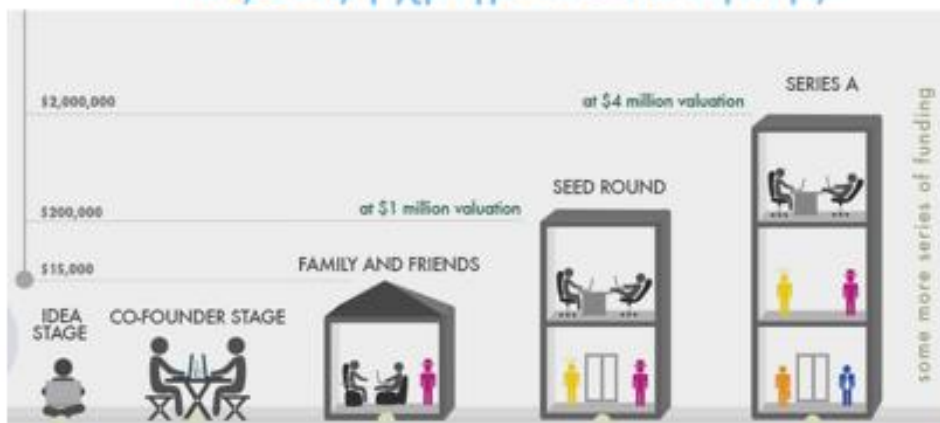 SERIES A
$2,000,000
at $4 million valuation
SEED ROUND
$200,000
at $1 million valuation
$15,000
FAMILY AND FRIENDS
IDEA
STAGE
CO-FOUNDER STAGE
some more series of funding